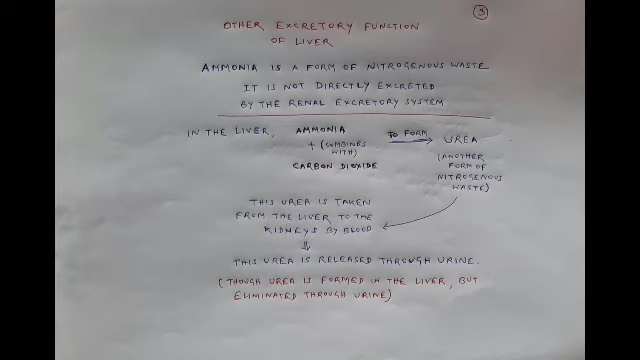 3
OTHER EXCRETORY FUNCTION
OF LIVER
AMMONIA IS A FORM OF NITROGENOUS WASTE
IT IS NOT DIRECTLY EXCRETED
BY THE RENAL EXCRETORY SYSTEM
IN THE LIVER, AMMONIA TO FORM UREA
+ (COMBINES WITH)
CARBON DIOXIDE
(ANOTHER
FORM OF
NITROGENOUS
WASTE)
THIS UREA IS TAKEN
FROM THE LIVER TO THE
KIDNEYS BY BLOOD
⇓
THIS UREA IS RELEASED THROUGH URINE.
(THOUGH UREA IS FORMED IN THE LIVER, BUT
ELIMINATED THROUGH URINE)